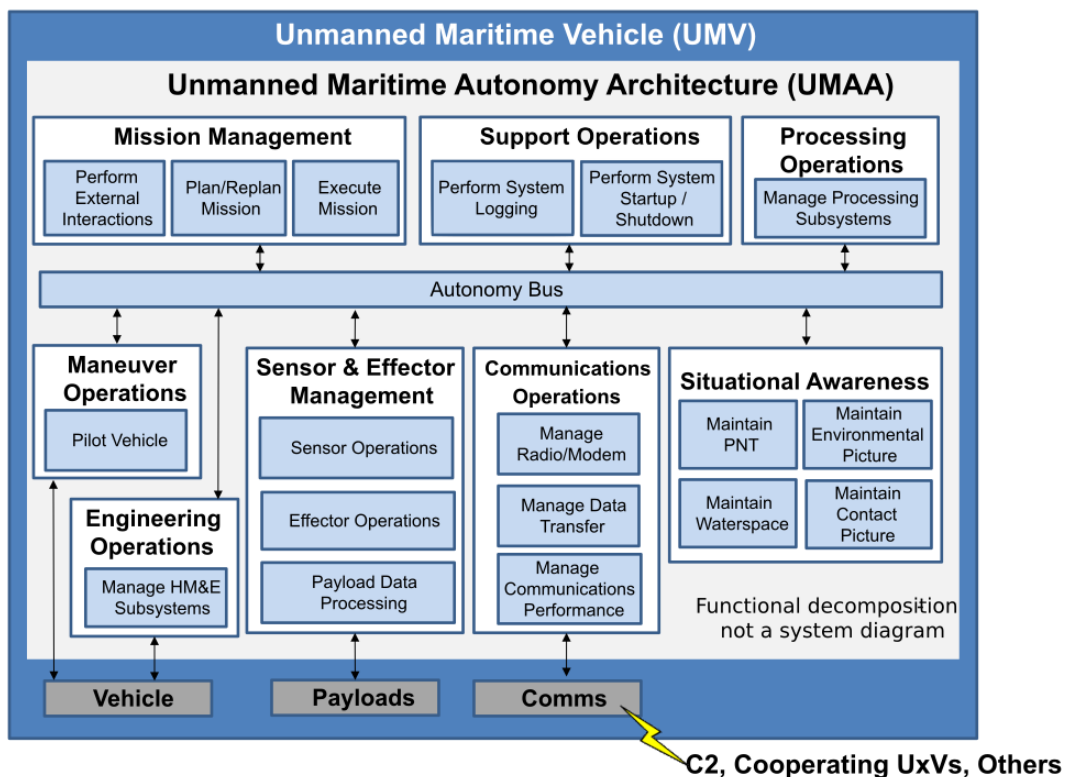 Unmanned Maritime Vehicle (UMV)
Unmanned Maritime Autonomy Architecture (UMAA)
Mission Management
Perform
External
Interactions
Plan/Replan
Mission
Execute
Mission
Support Operations
Perform System
Logging
Perform System
Startup /
Shutdown
Processing
Operations
Manage Processing
Subsystems
Autonomy Bus
Maneuver
Operations
Pilot Vehicle
Engineering
Operations
Manage HM&E
Subsystems
Sensor & Effector
Management
Sensor Operations
Effector Operations
Payload Data
Processing
Communications
Operations
Manage
Radio/Modem
Manage Data
Transfer
Manage
Communications
Performance
Situational Awareness
Maintain
PNT
Maintain
Environmental
Picture
Maintain
Waterspace
Maintain
Contact
Picture
Functional decomposition
not a system diagram
Vehicle
Payloads
Comms
C2, Cooperating UxVs, Others